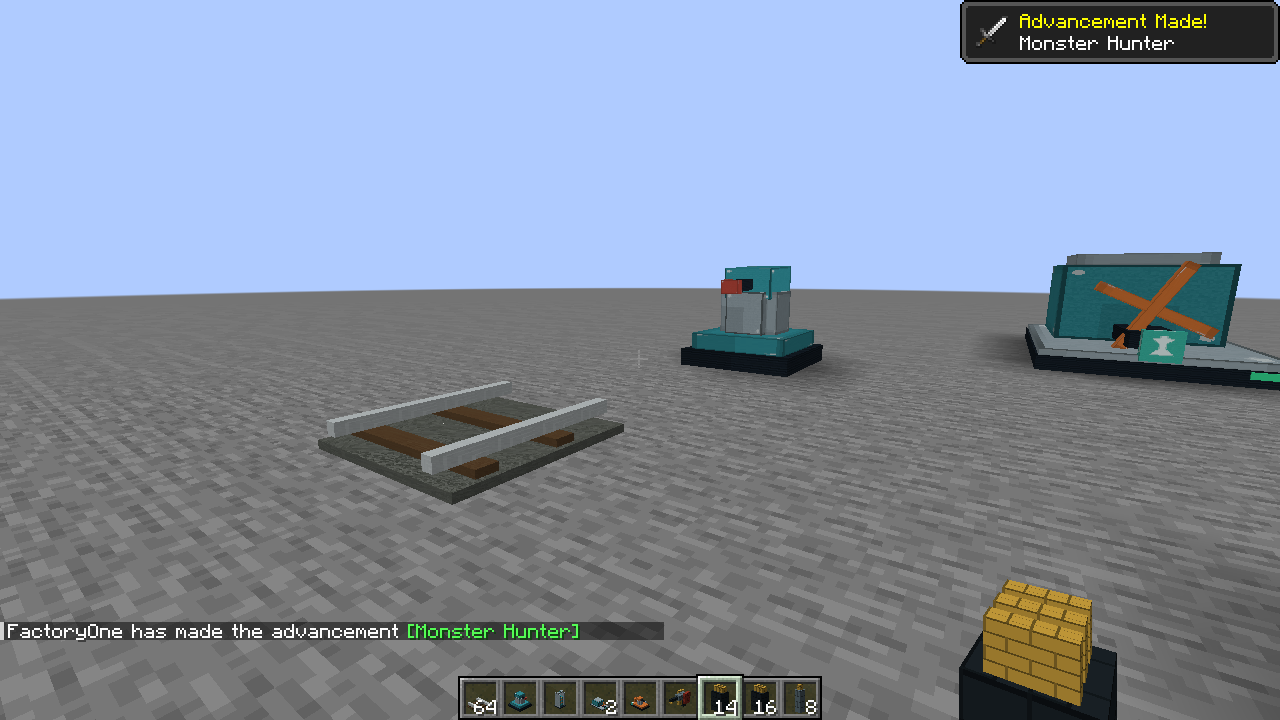 Advancement Made!
Monster Hunter
FactoryOne has made the advancement [Monster Hunter]
64 2 14 16 8